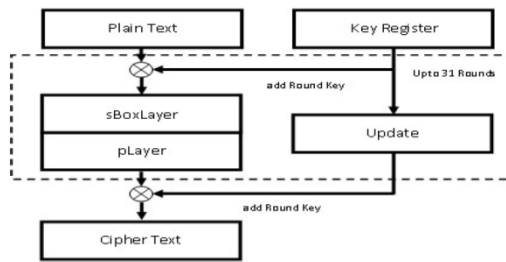 Plain Text
Key Register
add Round Key
Upto 31 Rounds
sBoxLayer
pLayer
Update
add Round Key
Cipher Text